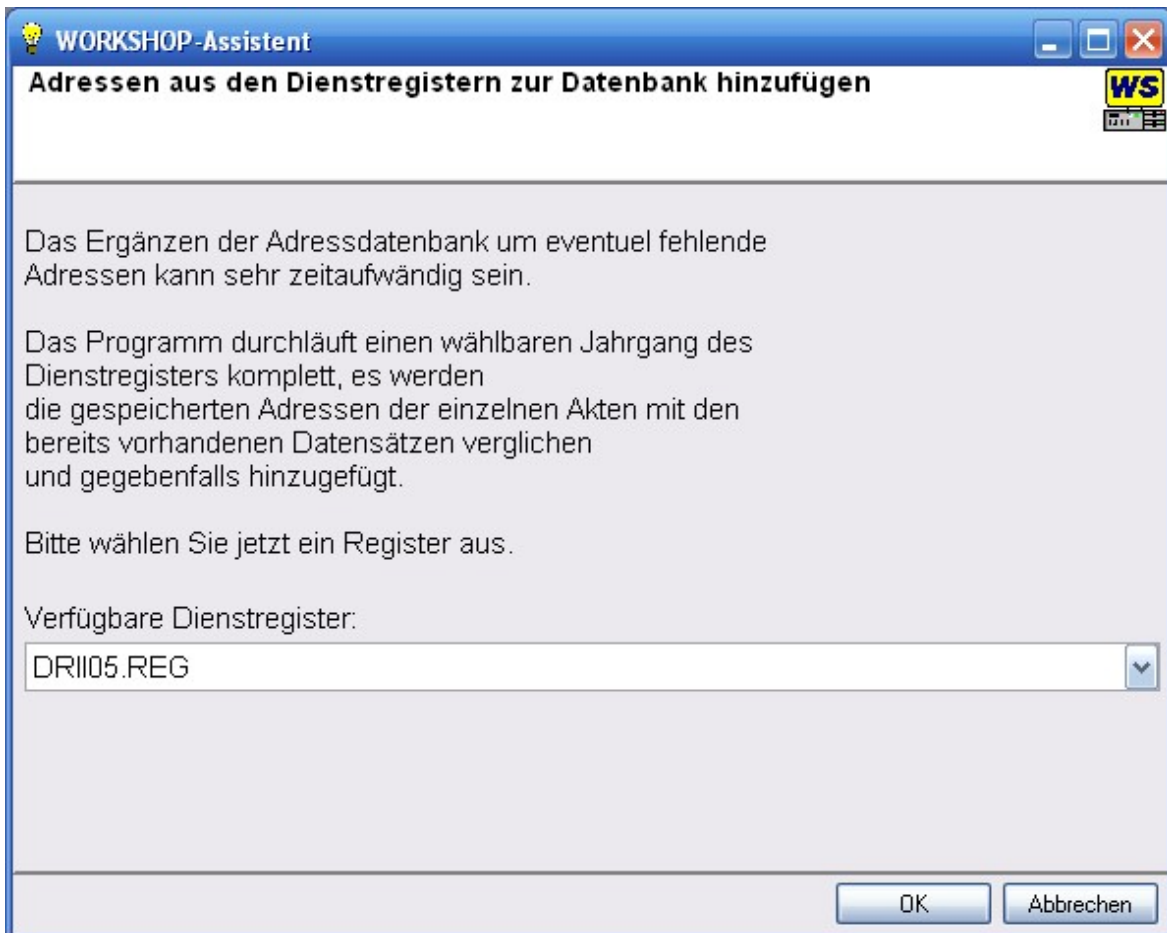 WORKSHOP-Assistent
Adressen aus den Dienstregistern zur Datenbank hinzufügen
WS
Das Ergänzen der Adressdatenbank um eventuel fehlende
Adressen kann sehr zeitaufwändig sein.
Das Programm durchläuft einen wählbaren Jahrgang des
Dienstregisters komplett, es werden
die gespeicherten Adressen der einzelnen Akten mit den
bereits vorhandenen Datensätzen verglichen
und gegebenfalls hinzugefügt.
Bitte wählen Sie jetzt ein Register aus.
Verfügbare Dienstregister:
DRII05.REG
OK Abbrechen